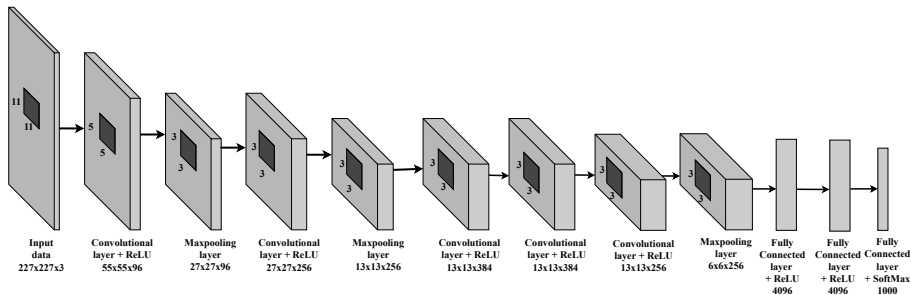 11
11
5
5
3
3
3
3
3
3
3
3
3
3
3
3
3
3
Input
data
227x227x3
Convolutional
layer + ReLU
55x55x96
Maxpooling layer
27x27x96
Convolutional
layer + ReLU
27x27x256
Maxpooling
layer
13x13x256
Convolutional
layer + ReLU
13x13x384
Convolutional
layer + ReLU
13x13x384
Convolutional
layer + ReLU
13x13x256
Maxpooling
layer
6x6x256
Fully
Connected
layer
+ ReLU
4096
Fully
Connected
layer
+ ReLU
4096
Fully
Connected
layer
+ SoftMax
1000